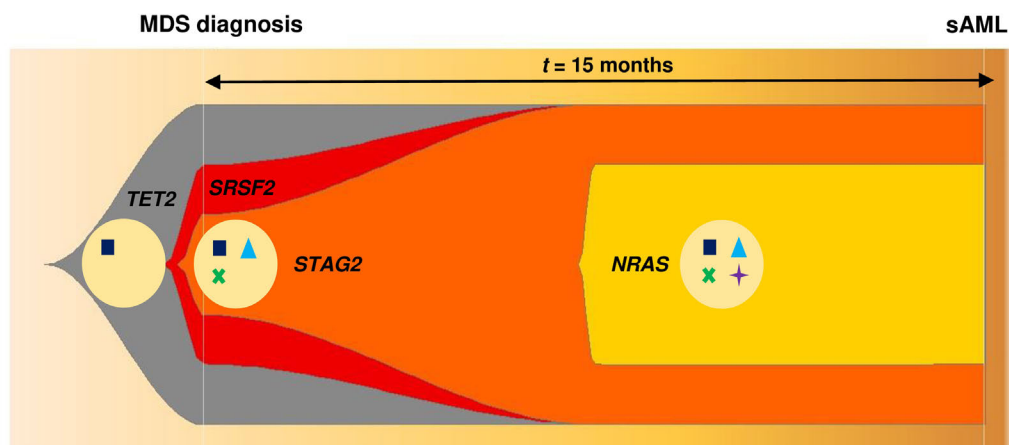 MDS diagnosis
sAML
t = 15 months
TET2
SRSF2
STAG2
NRAS